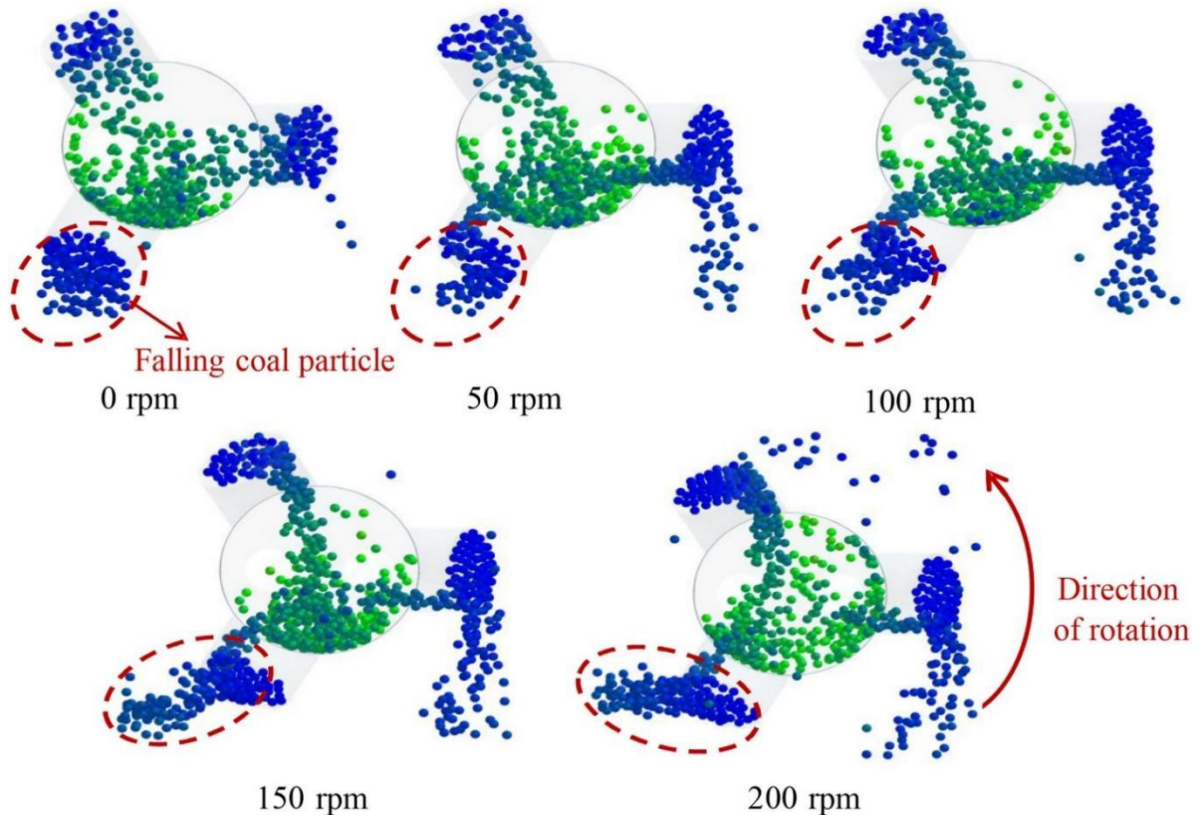 Falling coal particle
0 rpm
50 rpm
100 rpm
Direction
of rotation
150 rpm
200 rpm